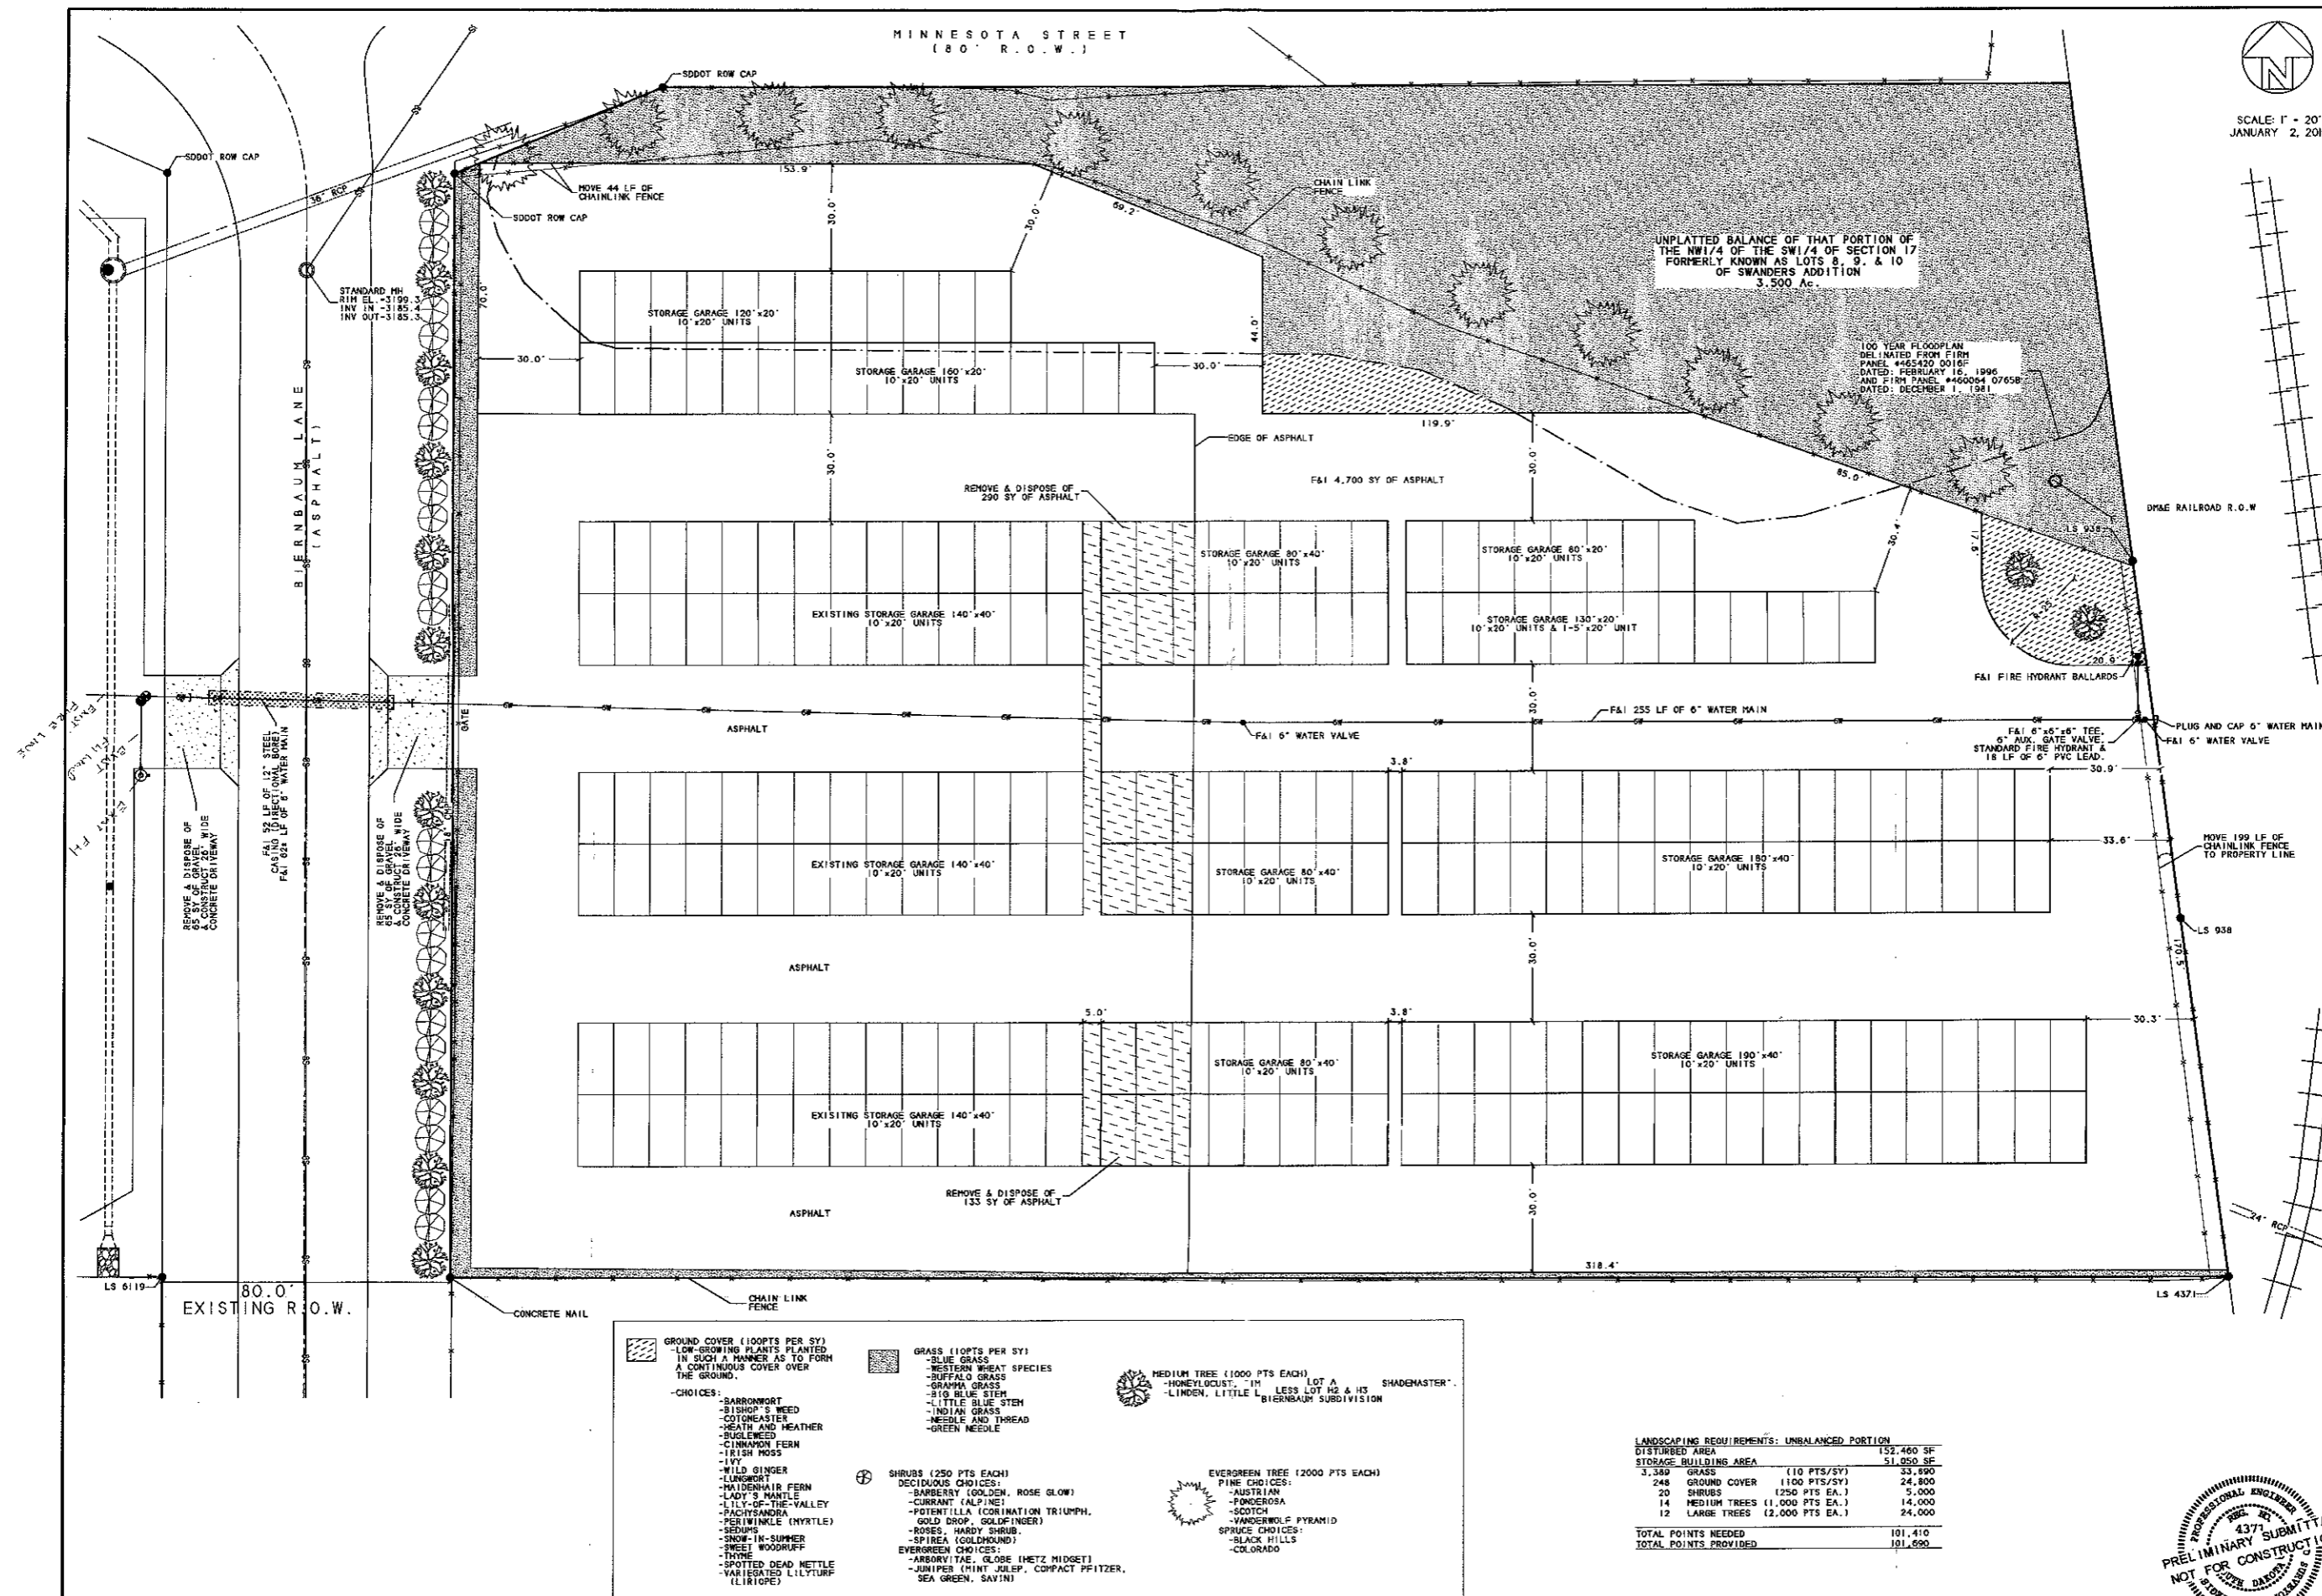 MINNESOTA STREET
(80' R.O.W.)
SCALE: 1" = 20'
JANUARY 2, 201
SDDOT ROW CAP
SDDOT ROW CAP
36" RCP
MOVE 44 LF OF
CHAINLINK FENCE
SDDOT ROW CAP
153.9'
30.0'
30.0'
69.2'
CHAIN LINK
FENCE
UNPLATTED BALANCE OF THAT PORTION OF
THE NW1/4 OF THE SW1/4 OF SECTION 17
FORMERLY KNOWN AS LOTS 8, 9, & 10
OF SWANDERS ADDITION
3.500 Ac.
STANDARD MH
RIM EL.-3199.3
INV IN -3185.4
INV OUT-3185.3
70.0'
STORAGE GARAGE 120'x20'
10'x20' UNITS
44.0'
30.0'
STORAGE GARAGE 160'x20'
10'x20' UNITS
30.0'
100 YEAR FLOODPLAN
DELINATED FROM FIRM
PANEL #465420 0016F
DATED: FEBRUARY 16, 1996
AND FIRM PANEL #460064 0765B
DATED: DECEMBER 1, 1981
BIERNBAUM LANE
(ASPHALT)
119.9'
EDGE OF ASPHALT
30.0'
30.0'
F&I 4,700 SY OF ASPHALT
85.0'
REMOVE & DISPOSE OF
290 SY OF ASPHALT
DM&E RAILROAD R.O.W
LS 938
17.6'
30.4'
STORAGE GARAGE 80'x40'
10'x20' UNITS
STORAGE GARAGE 80'x20'
10'x20' UNITS
EXISTING STORAGE GARAGE 140'x40'
10'x20' UNITS
STORAGE GARAGE 130'x20'
10'x20' UNITS & 1-5'x20' UNIT
R-25'
20.9'
F&I FIRE HYDRANT BALLARDS
30.0'
GATE
ASPHALT
F&I 255 LF OF 6" WATER MAIN
F&I 6" WATER VALVE
PLUG AND CAP 6" WATER MAIN
F&I 6" WATER VALVE
F&I 6"x6"x6" TEE,
6" AUX. GATE VALVE,
STANDARD FIRE HYDRANT &
18 LF OF 6" PVC LEAD.
3.8'
30.9'
REMOVE & DISPOSE OF
65 SY OF GRAVEL
& CONSTRUCT 26' WIDE
CONCRETE DRIVEWAY
F&I 52 LF OF 12" STEEL
CASING (DIRECTIONAL BORE)
F&I 62± LF OF 6" WATER MAIN
REMOVE & DISPOSE OF
65 SY OF GRAVEL
& CONSTRUCT 26' WIDE
CONCRETE DRIVEWAY
MOVE 199 LF OF
CHAINLINK FENCE
TO PROPERTY LINE
33.6'
EXISTING STORAGE GARAGE 140'x40'
10'x20' UNITS
STORAGE GARAGE 80'x40'
10'x20' UNITS
STORAGE GARAGE 180'x40'
10'x20' UNITS
LS 938
170.5'
30.0'
ASPHALT
5.0'
3.8'
30.3'
STORAGE GARAGE 80'x40'
10'x20' UNITS
STORAGE GARAGE 190'x40'
10'x20' UNITS
EXISITNG STORAGE GARAGE 140'x40'
10'x20' UNITS
REMOVE & DISPOSE OF
133 SY OF ASPHALT
ASPHALT
30.0'
24" RCP
318.4'
LS 6119
80.0'
EXISTING R.O.W.
CONCRETE NAIL
CHAIN LINK
FENCE
LS 4371
GROUND COVER (100PTS PER SY)
-LOW-GROWING PLANTS PLANTED
IN SUCH A MANNER AS TO FORM
A CONTINUOUS COVER OVER
THE GROUND.
-CHOICES:
-BARRONWORT
-BISHOP'S WEED
-COTONEASTER
-HEATH AND HEATHER
-BUGLEWEED
-CINNAMON FERN
-IRISH MOSS
-IVY
-WILD GINGER
-LUNGWORT
-MAIDENHAIR FERN
-LADY'S MANTLE
-LILY-OF-THE-VALLEY
-PACHYSANDRA
-PERIWINKLE (MYRTLE)
-SEDUMS
-SNOW-IN-SUMMER
-SWEET WOODRUFF
-THYME
-SPOTTED DEAD NETTLE
-VARIEGATED LILYTURF
(LIRIOPE)
GRASS (10PTS PER SY)
-BLUE GRASS
-WESTERN WHEAT SPECIES
-BUFFALO GRASS
-GRAMMA GRASS
-BIG BLUE STEM
-LITTLE BLUE STEM
-INDIAN GRASS
-NEEDLE AND THREAD
-GREEN NEEDLE
MEDIUM TREE (1000 PTS EACH)
-HONEYLOCUST, "IM SHADEMASTER".
-LINDEN, LITTLE L
LOT A
LESS LOT H2 & H3
BIERNBAUM SUBDIVISION
SHRUBS (250 PTS EACH)
DECIDUOUS CHOICES:
-BARBERRY (GOLDEN, ROSE GLOW)
-CURRANT (ALPINE)
-POTENTILLA (CORINATION TRIUMPH,
GOLD DROP, GOLDFINGER)
-ROSES, HARDY SHRUB.
-SPIREA (GOLDMOUND)
EVERGREEN CHOICES:
-ARBORVITAE, GLOBE (HETZ MIDGET)
-JUNIPER (MINT JULEP, COMPACT PFITZER,
SEA GREEN, SAVIN)
EVERGREEN TREE (2000 PTS EACH)
PINE CHOICES:
-AUSTRIAN
-PONDEROSA
-SCOTCH
-VANDERWOLF PYRAMID
SPRUCE CHOICES:
-BLACK HILLS
-COLORADO
LANDSCAPING REQUIREMENTS: UNBALANCED PORTION
DISTURBED AREA 152,460 SF
STORAGE BUILDING AREA 51,050 SF
3,389 GRASS (10 PTS/SY) 33,890
248 GROUND COVER (100 PTS/SY) 24,800
20 SHRUBS (250 PTS EA.) 5,000
14 MEDIUM TREES (1,000 PTS EA.) 14,000
12 LARGE TREES (2,000 PTS EA.) 24,000
TOTAL POINTS NEEDED 101,410
TOTAL POINTS PROVIDED 101,690
PROFESSIONAL ENGINEER
REG. NO.
4371
PRELIMINARY SUBMITT
NOT FOR CONSTRUCTI
SOUTH DAKOTA